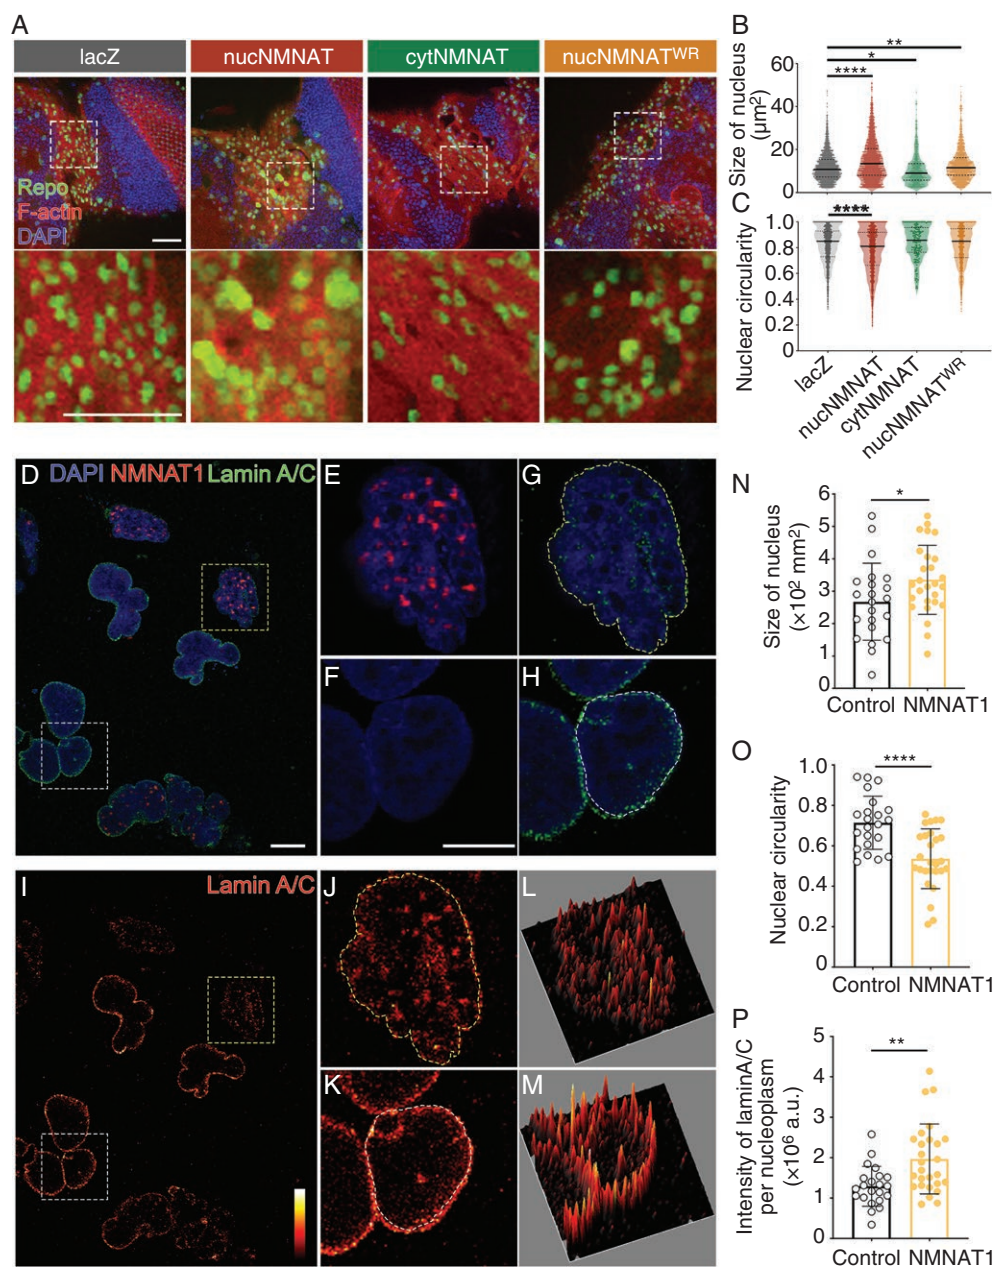 A
lacZ
nucNMNAT
cytNMNAT
nucNMNATWR
Repo
F-actin
DAPI
B
Size of nucleus
(μm2)
60
40
20
0
**
*
****
C
Nuclear circularity
1.0
0.8
0.6
0.4
0.2
0
****
lacZ
nucNMNAT
cytNMNAT
nucNMNATWR
D
DAPI NMNAT1 Lamin A/C
E
G
F
H
I
Lamin A/C
J
L
K
M
N
Size of nucleus
(×10² mm²)
6
5
4
3
2
1
0
*
Control NMNAT1
O
Nuclear circularity
1.0
0.8
0.6
0.4
0.2
0
****
Control NMNAT1
P
Intensity of laminA/C
per nucleoplasm
(×10⁶ a.u.)
5
4
3
2
1
0
**
Control NMNAT1